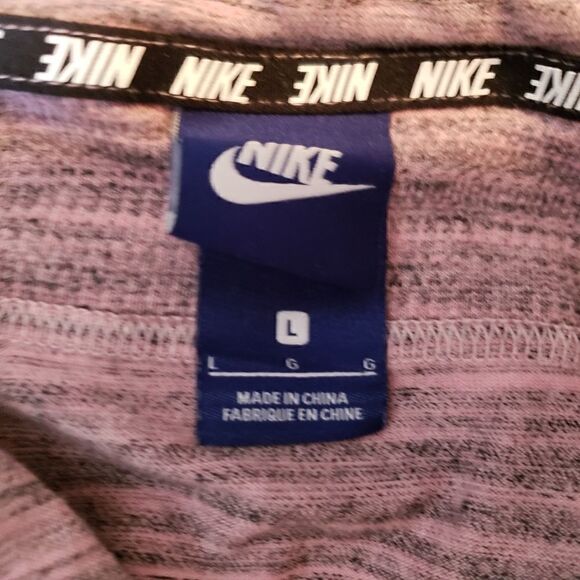 NIKE NIKE NIKE NIKE NIKE
NIKE
L
L G G
MADE IN CHINA
FABRIQUE EN CHINE